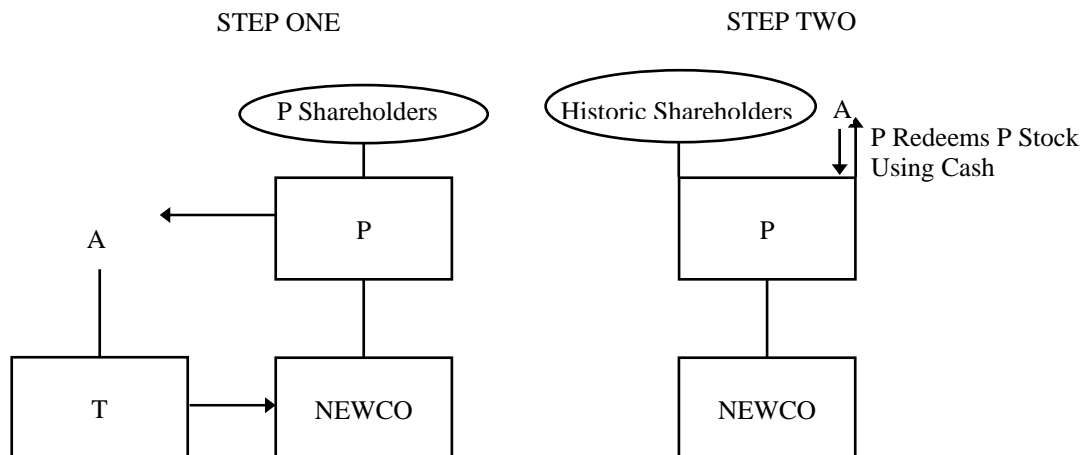 STEP ONE
STEP TWO
P Shareholders
P
A
T
NEWCO
Historic Shareholders
A
P Redeems P Stock
Using Cash
P
NEWCO